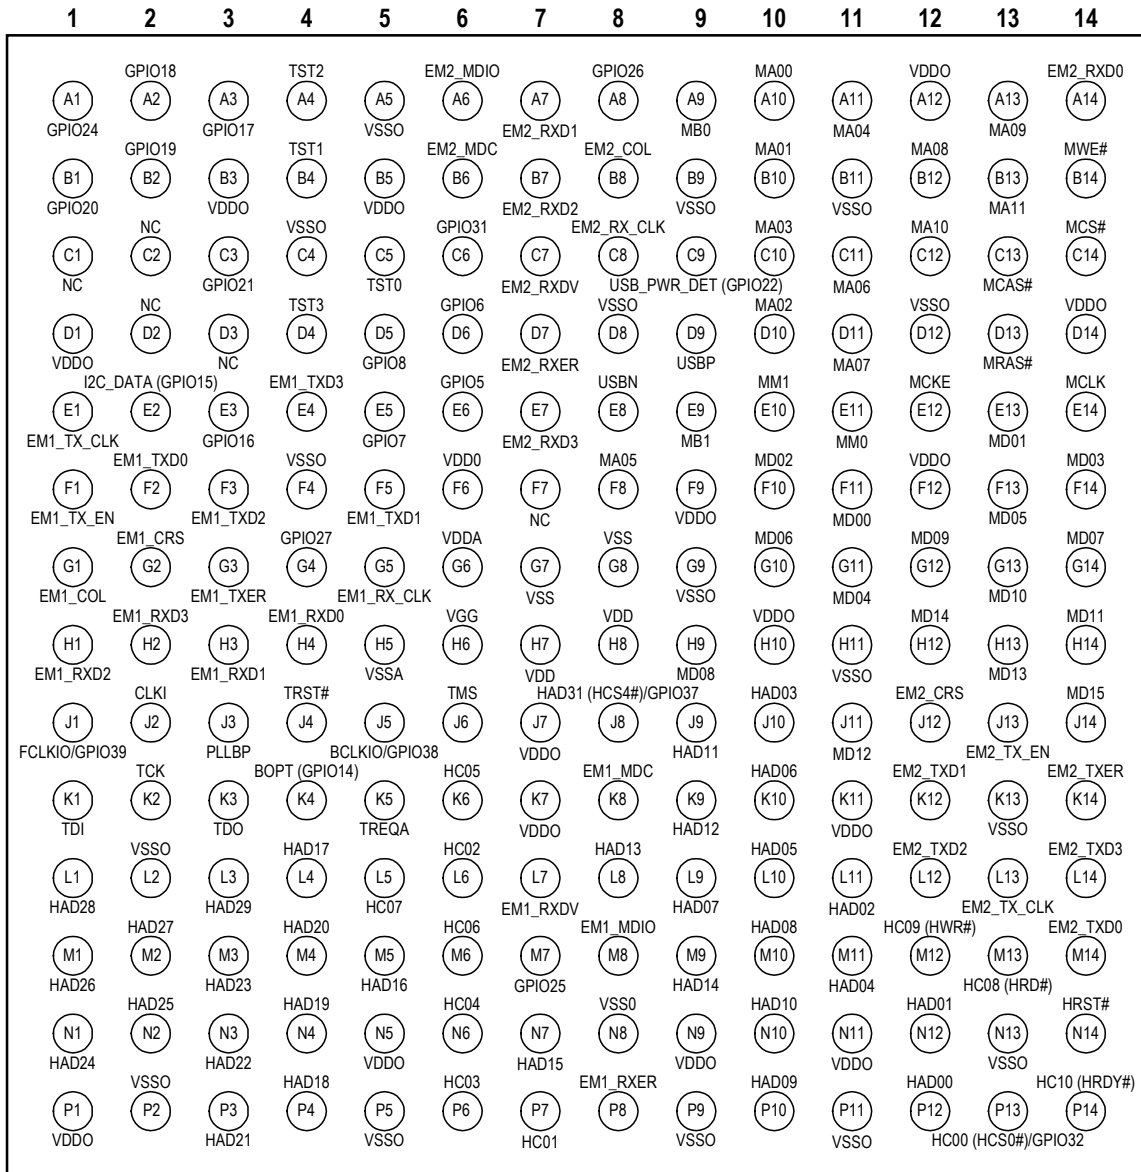 1 2 3 4 5 6 7 8 9 10 11 12 13 14
GPIO18 TST2 EM2_MDIO GPIO26 MA00 VDDO EM2_RXD0
A1 A2 A3 A4 A5 A6 A7 A8 A9 A10 A11 A12 A13 A14
GPIO24 GPIO17 VSSO EM2_RXD1 MB0 MA04 MA09
GPIO19 TST1 EM2_MDC EM2_COL MA01 MA08 MWE#
B1 B2 B3 B4 B5 B6 B7 B8 B9 B10 B11 B12 B13 B14
GPIO20 VDDO VDDO EM2_RXD2 VSSO VSSO MA11
NC VSSO GPIO31 EM2_RX_CLK MA03 MA10 MCS#
C1 C2 C3 C4 C5 C6 C7 C8 C9 C10 C11 C12 C13 C14
NC GPIO21 TST0 EM2_RXDV USB_PWR_DET (GPIO22) MA06 MCAS#
NC TST3 GPIO6 VSSO MA02 VSSO VDDO
D1 D2 D3 D4 D5 D6 D7 D8 D9 D10 D11 D12 D13 D14
VDDO NC GPIO8 EM2_RXER USBP MA07 MRAS#
I2C_DATA (GPIO15) EM1_TXD3 GPIO5 USBN MM1 MCKE MCLK
E1 E2 E3 E4 E5 E6 E7 E8 E9 E10 E11 E12 E13 E14
EM1_TX_CLK GPIO16 GPIO7 EM2_RXD3 MB1 MM0 MD01
EM1_TXD0 VSSO VDD0 MA05 MD02 VDDO MD03
F1 F2 F3 F4 F5 F6 F7 F8 F9 F10 F11 F12 F13 F14
EM1_TX_EN EM1_TXD2 EM1_TXD1 NC VDDO MD00 MD05
EM1_CRS GPIO27 VDDA VSS MD06 MD09 MD07
G1 G2 G3 G4 G5 G6 G7 G8 G9 G10 G11 G12 G13 G14
EM1_COL EM1_TXER EM1_RX_CLK VSS VSSO MD04 MD10
EM1_RXD3 EM1_RXD0 VGG VDD VDDO MD14 MD11
H1 H2 H3 H4 H5 H6 H7 H8 H9 H10 H11 H12 H13 H14
EM1_RXD2 EM1_RXD1 VSSA VDD MD08 VSSO MD13
CLKI TRST# TMS HAD31 (HCS4#)/GPIO37 HAD03 EM2_CRS MD15
J1 J2 J3 J4 J5 J6 J7 J8 J9 J10 J11 J12 J13 J14
FCLKIO/GPIO39 PLLBP BCLKIO/GPIO38 VDDO HAD11 MD12 EM2_TX_EN
TCK BOPT (GPIO14) HC05 EM1_MDC HAD06 EM2_TXD1 EM2_TXER
K1 K2 K3 K4 K5 K6 K7 K8 K9 K10 K11 K12 K13 K14
TDI TDO TREQA VDDO HAD12 VDDO VSSO
VSSO HAD17 HC02 HAD13 HAD05 EM2_TXD2 EM2_TXD3
L1 L2 L3 L4 L5 L6 L7 L8 L9 L10 L11 L12 L13 L14
HAD28 HAD29 HC07 EM1_RXDV HAD07 HAD02 EM2_TX_CLK
HAD27 HAD20 HC06 EM1_MDIO HAD08 HC09 (HWR#) EM2_TXD0
M1 M2 M3 M4 M5 M6 M7 M8 M9 M10 M11 M12 M13 M14
HAD26 HAD23 HAD16 GPIO25 HAD14 HAD04 HC08 (HRD#)
HAD25 HAD19 HC04 VSS0 HAD10 HAD01 HRST#
N1 N2 N3 N4 N5 N6 N7 N8 N9 N10 N11 N12 N13 N14
HAD24 HAD22 VDDO HAD15 VDDO VDDO VSSO
VSSO HAD18 HC03 EM1_RXER HAD09 HAD00 HC10 (HRDY#)
P1 P2 P3 P4 P5 P6 P7 P8 P9 P10 P11 P12 P13 P14
VDDO HAD21 VSSO HC01 VSSO VSSO HC00 (HCS0#)/GPIO32